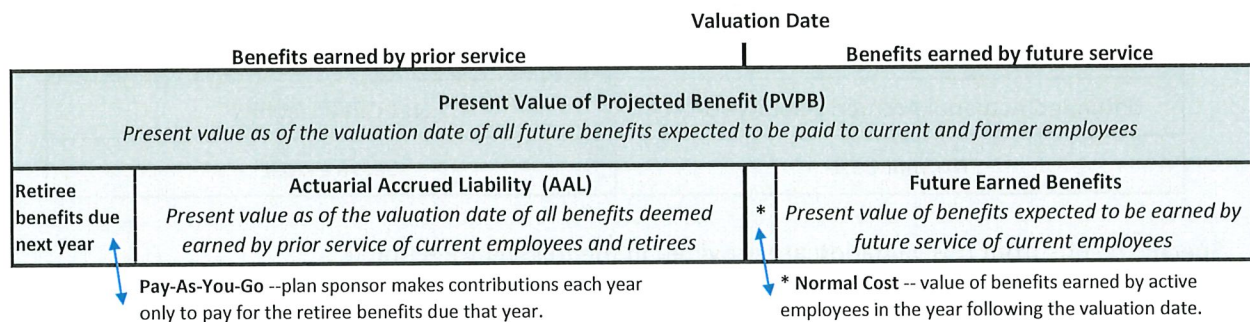 Valuation Date
Benefits earned by prior service
Benefits earned by future service
Present Value of Projected Benefit (PVPB)
Present value as of the valuation date of all future benefits expected to be paid to current and former employees
Retiree
benefits due
next year
Actuarial Accrued Liability (AAL)
Present value as of the valuation date of all benefits deemed
earned by prior service of current employees and retirees
*
Future Earned Benefits
Present value of benefits expected to be earned by
future service of current employees
Pay-As-You-Go --plan sponsor makes contributions each year
only to pay for the retiree benefits due that year.
* Normal Cost -- value of benefits earned by active
employees in the year following the valuation date.